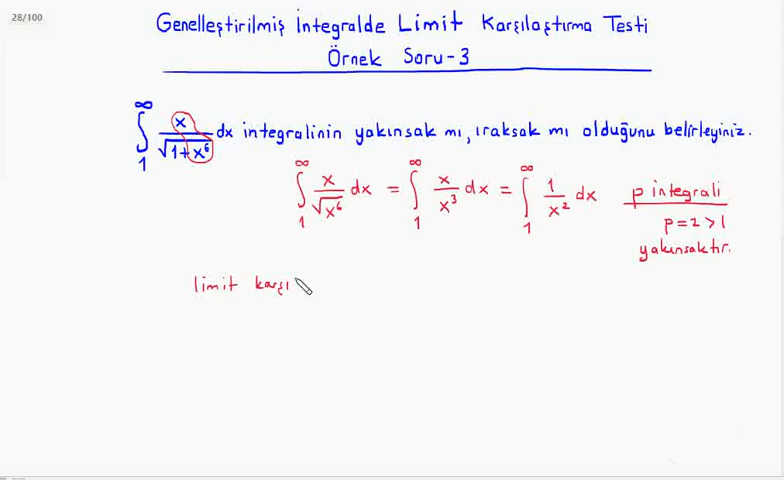 28/100
Genelleştirilmiş İntegralde Limit Karşılaştırma Testi
Örnek Soru-3
∫₁^∞ x/√(1+x⁶) dx integralinin yakınsak mı, ıraksak mı olduğunu belirleyiniz.
∫₁^∞ x/√(x⁶) dx = ∫₁^∞ x/x³ dx = ∫₁^∞ 1/x² dx p integrali
p=2>1
yakınsaktır.
limit karşı